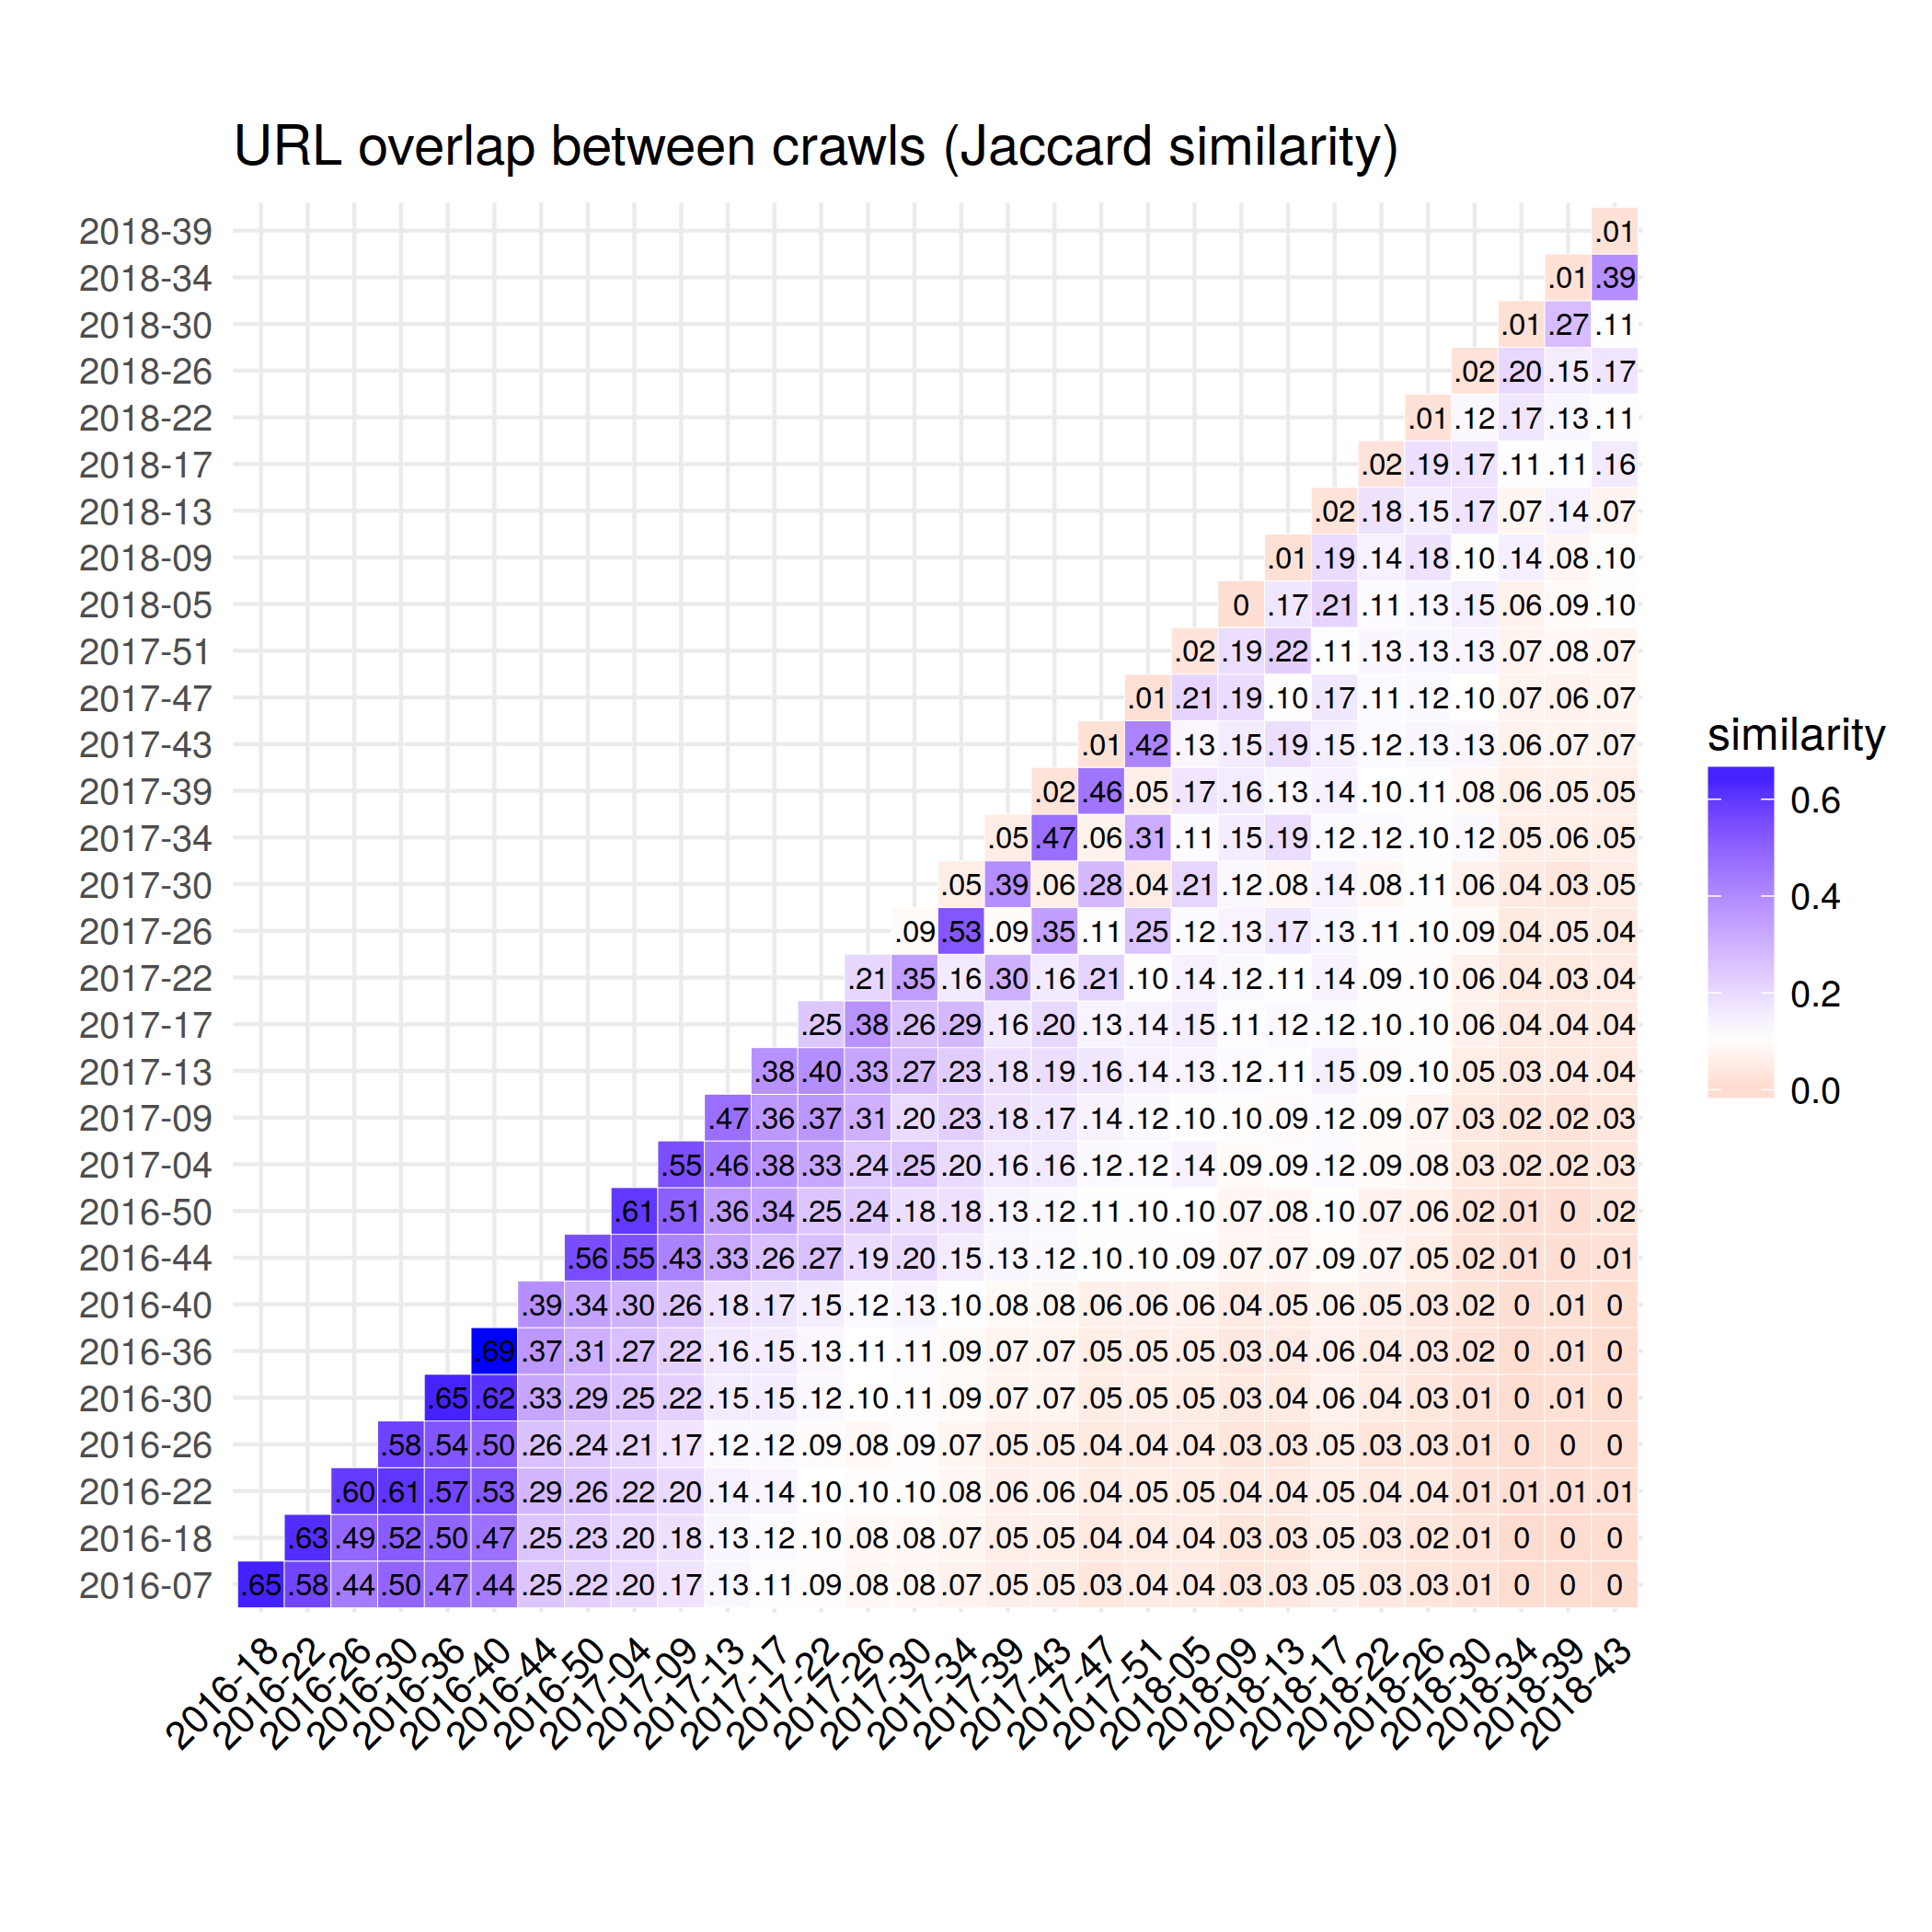 URL overlap between crawls (Jaccard similarity)
2018-39 .01
2018-34 .01 .39
2018-30 .01 .27 .11
2018-26 .02 .20 .15 .17
2018-22 .01 .12 .17 .13 .11
2018-17 .02 .19 .17 .11 .11 .16
2018-13 .02 .18 .15 .17 .07 .14 .07
2018-09 .01 .19 .14 .18 .10 .14 .08 .10
2018-05 0 .17 .21 .11 .13 .15 .06 .09 .10
2017-51 .02 .19 .22 .11 .13 .13 .13 .07 .08 .07
2017-47 .01 .21 .19 .10 .17 .11 .12 .10 .07 .06 .07
2017-43 .01 .42 .13 .15 .19 .15 .12 .13 .13 .06 .07 .07
2017-39 .02 .46 .05 .17 .16 .13 .14 .10 .11 .08 .06 .05 .05
2017-34 .05 .47 .06 .31 .11 .15 .19 .12 .12 .10 .12 .05 .06 .05
2017-30 .05 .39 .06 .28 .04 .21 .12 .08 .14 .08 .11 .06 .04 .03 .05
2017-26 .09 .53 .09 .35 .11 .25 .12 .13 .17 .13 .11 .10 .09 .04 .05 .04
2017-22 .21 .35 .16 .30 .16 .21 .10 .14 .12 .11 .14 .09 .10 .06 .04 .03 .04
2017-17 .25 .38 .26 .29 .16 .20 .13 .14 .15 .11 .12 .12 .10 .10 .06 .04 .04 .04
2017-13 .38 .40 .33 .27 .23 .18 .19 .16 .14 .13 .12 .11 .15 .09 .10 .05 .03 .04 .04
2017-09 .47 .36 .37 .31 .20 .23 .18 .17 .14 .12 .10 .10 .09 .12 .09 .07 .03 .02 .02 .03
2017-04 .55 .46 .38 .33 .24 .25 .20 .16 .16 .12 .12 .14 .09 .09 .12 .09 .08 .03 .02 .02 .03
2016-50 .61 .51 .36 .34 .25 .24 .18 .18 .13 .12 .11 .10 .10 .07 .08 .10 .07 .06 .02 .01 0 .02
2016-44 .56 .55 .43 .33 .26 .27 .19 .20 .15 .13 .12 .10 .10 .09 .07 .07 .09 .07 .05 .02 .01 0 .01
2016-40 .39 .34 .30 .26 .18 .17 .15 .12 .13 .10 .08 .08 .06 .06 .06 .04 .05 .06 .05 .03 .02 0 .01 0
2016-36 .69 .37 .31 .27 .22 .16 .15 .13 .11 .11 .09 .07 .07 .05 .05 .05 .03 .04 .06 .04 .03 .02 0 .01 0
2016-30 .65 .62 .33 .29 .25 .22 .15 .15 .12 .10 .11 .09 .07 .07 .05 .05 .05 .03 .04 .06 .04 .03 .01 0 .01 0
2016-26 .58 .54 .50 .26 .24 .21 .17 .12 .12 .09 .08 .09 .07 .05 .05 .04 .04 .04 .03 .03 .05 .03 .03 .01 0 0 0
2016-22 .60 .61 .57 .53 .29 .26 .22 .20 .14 .14 .10 .10 .10 .08 .06 .06 .04 .05 .05 .04 .04 .05 .04 .04 .01 .01 .01 .01
2016-18 .63 .49 .52 .50 .47 .25 .23 .20 .18 .13 .12 .10 .08 .08 .07 .05 .05 .04 .04 .04 .03 .03 .05 .03 .02 .01 0 0 0
2016-07 .65 .58 .44 .50 .47 .44 .25 .22 .20 .17 .13 .11 .09 .08 .08 .07 .05 .05 .03 .04 .04 .03 .03 .05 .03 .03 .01 0 0 0
2016-18 2016-22 2016-26 2016-30 2016-36 2016-40 2016-44 2016-50 2017-04 2017-09 2017-13 2017-17 2017-22 2017-26 2017-30 2017-34 2017-39 2017-43 2017-47 2017-51 2018-05 2018-09 2018-13 2018-17 2018-22 2018-26 2018-30 2018-34 2018-39 2018-43
similarity
0.6
0.4
0.2
0.0